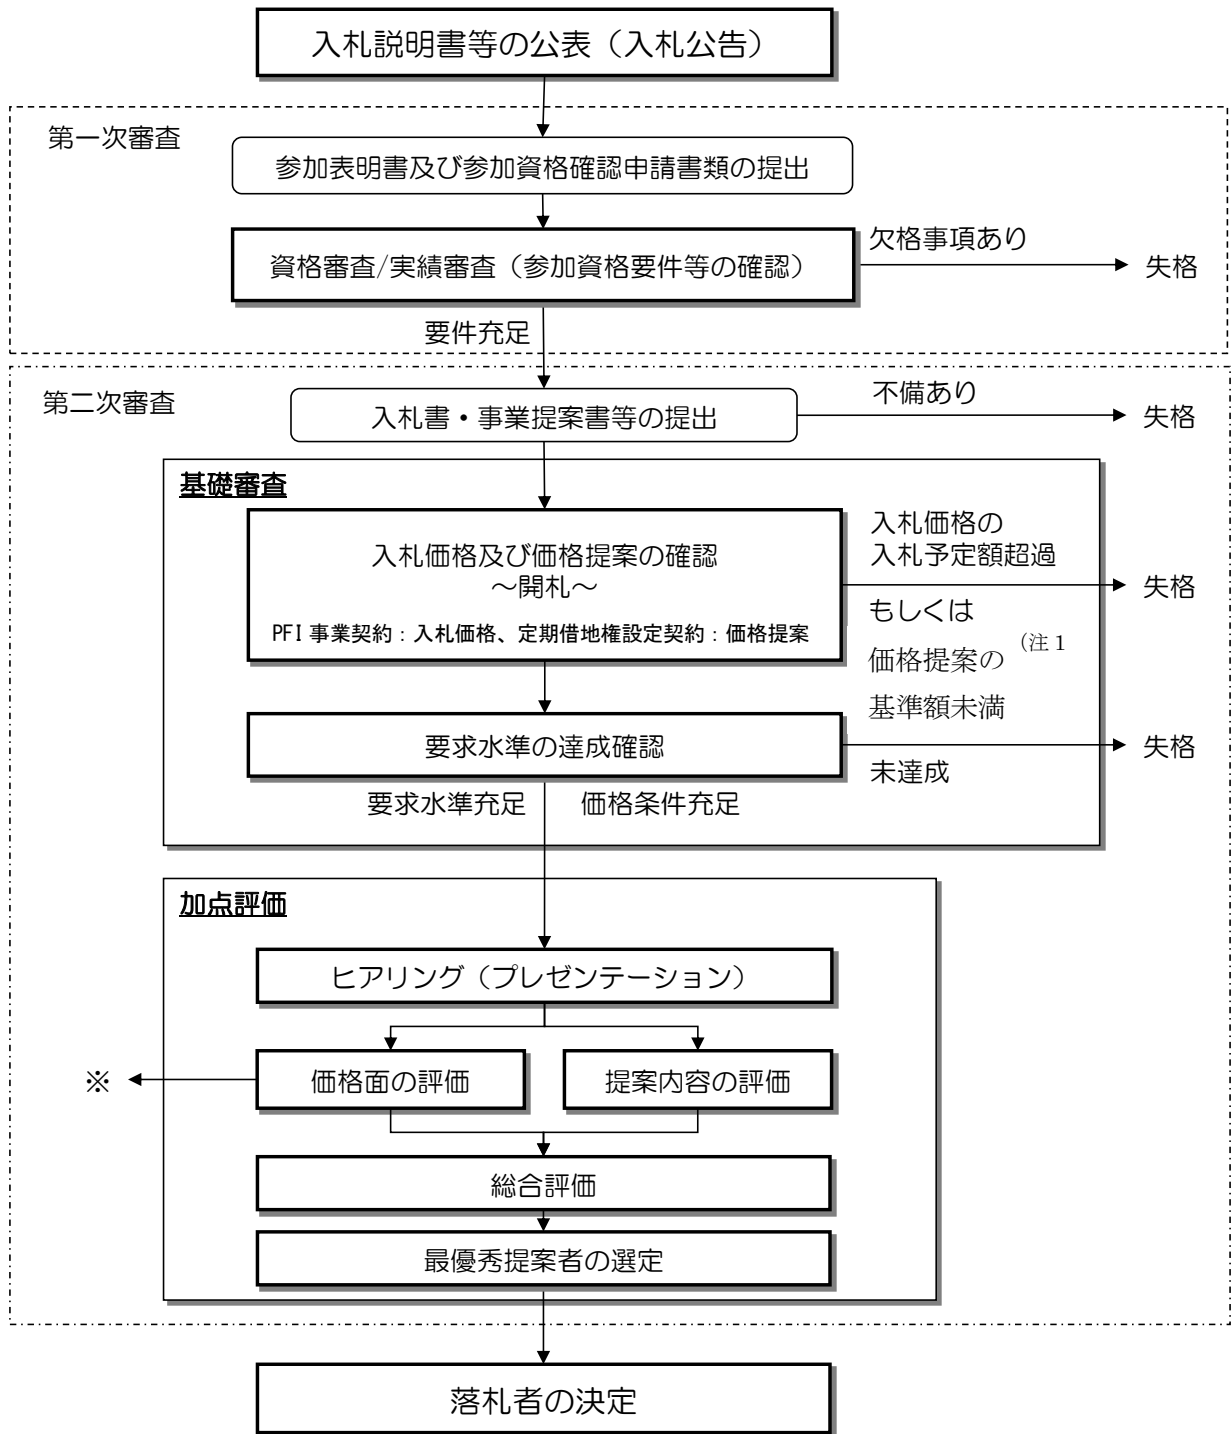 入札説明書等の公表（入札公告）
第一次審査
参加表明書及び参加資格確認申請書類の提出
資格審査/実績審査（参加資格要件等の確認）
欠格事項あり
失格
要件充足
第二次審査
入札書・事業提案書等の提出
不備あり
失格
基礎審査
入札価格及び価格提案の確認
～開札～
PFI 事業契約：入札価格、定期借地権設定契約：価格提案
入札価格の
入札予定額超過
失格
もしくは
価格提案の（注１
基準額未満
要求水準の達成確認
失格
未達成
要求水準充足
価格条件充足
加点評価
ヒアリング（プレゼンテーション）
※
価格面の評価
提案内容の評価
総合評価
最優秀提案者の選定
落札者の決定